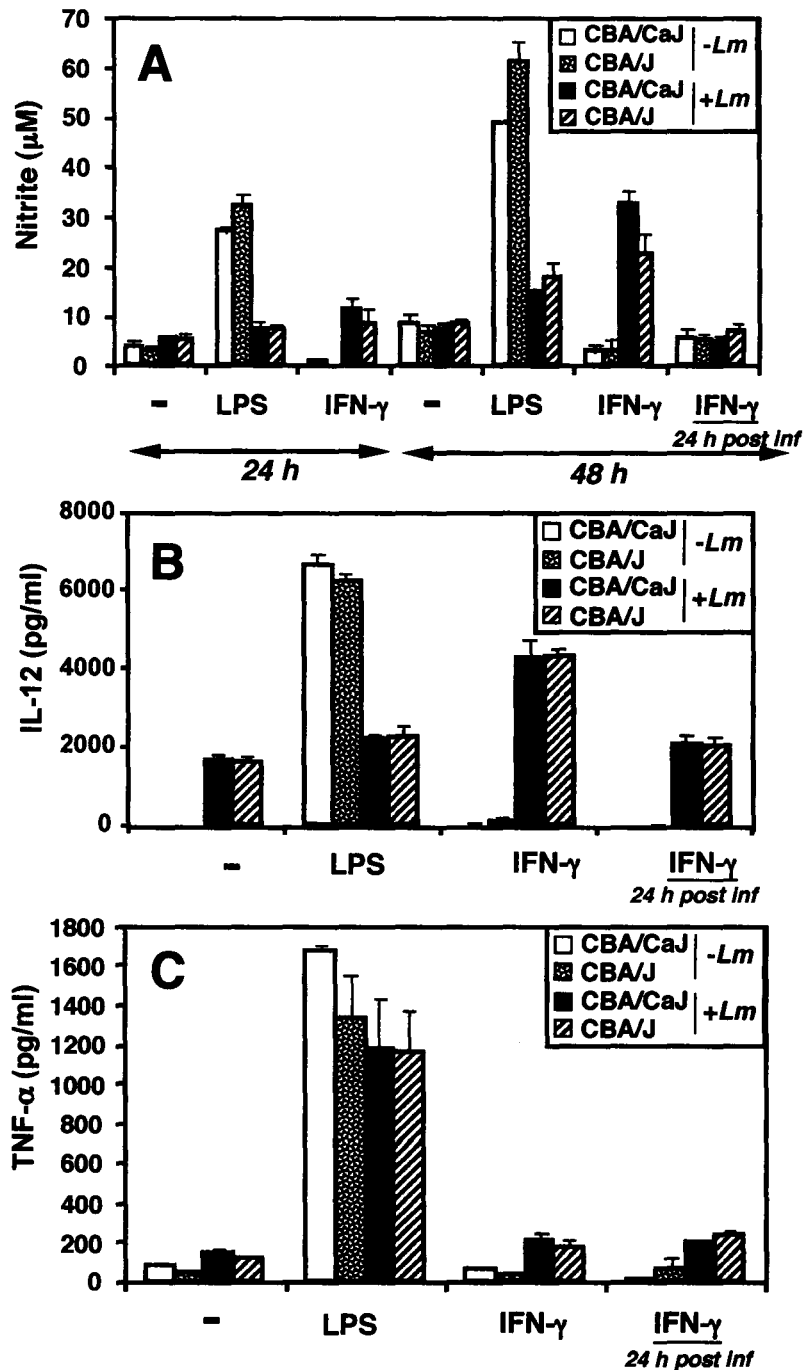 A
Nitrite (μM)
70
60
50
40
30
20
10
0
CBA/CaJ
CBA/J
-Lm
CBA/CaJ
CBA/J
+Lm
– LPS IFN-γ – LPS IFN-γ IFN-γ
24 h post inf
24 h 48 h
B
IL-12 (pg/ml)
8000
6000
4000
2000
0
CBA/CaJ
CBA/J
-Lm
CBA/CaJ
CBA/J
+Lm
– LPS IFN-γ IFN-γ
24 h post inf
C
TNF-α (pg/ml)
1800
1600
1400
1200
1000
800
600
400
200
0
CBA/CaJ
CBA/J
-Lm
CBA/CaJ
CBA/J
+Lm
– LPS IFN-γ IFN-γ
24 h post inf